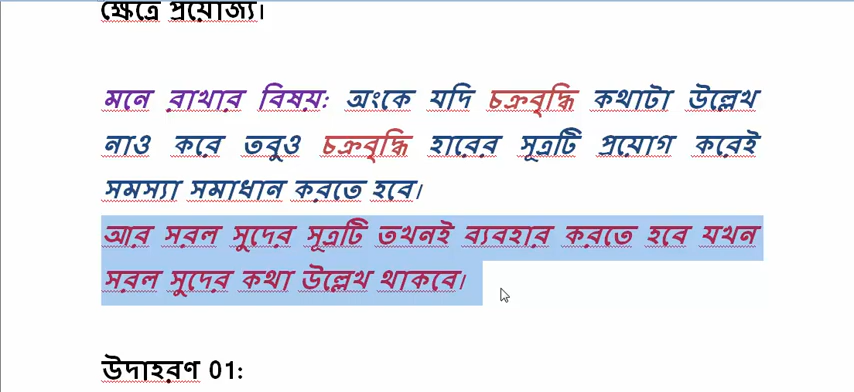 ক্ষেত্রে প্রযোজ্য।
মনে রাখার বিষয়: অংকে যদি চক্রবৃদ্ধি কথাটা উল্লেখ
নাও করে তবুও চক্রবৃদ্ধি হারের সূত্রটি প্রয়োগ করেই
সমস্যা সমাধান করতে হবে।
আর সরল সুদের সূত্রটি তখনই ব্যবহার করতে হবে যখন
সরল সুদের কথা উল্লেখ থাকবে।
উদাহরণ 01: